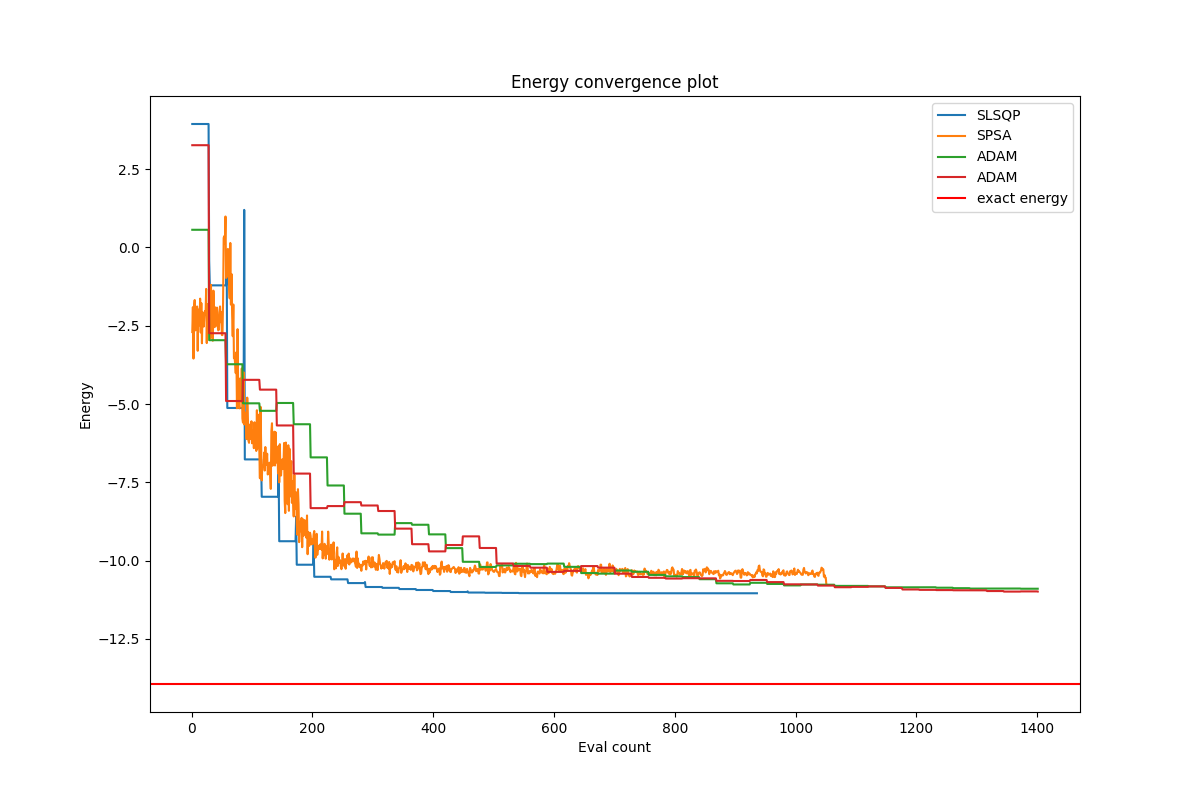 Energy convergence plot
SLSQP
SPSA
ADAM
ADAM
exact energy
2.5
0.0
−2.5
−5.0
−7.5
−10.0
−12.5
Energy
0 200 400 600 800 1000 1200 1400
Eval count